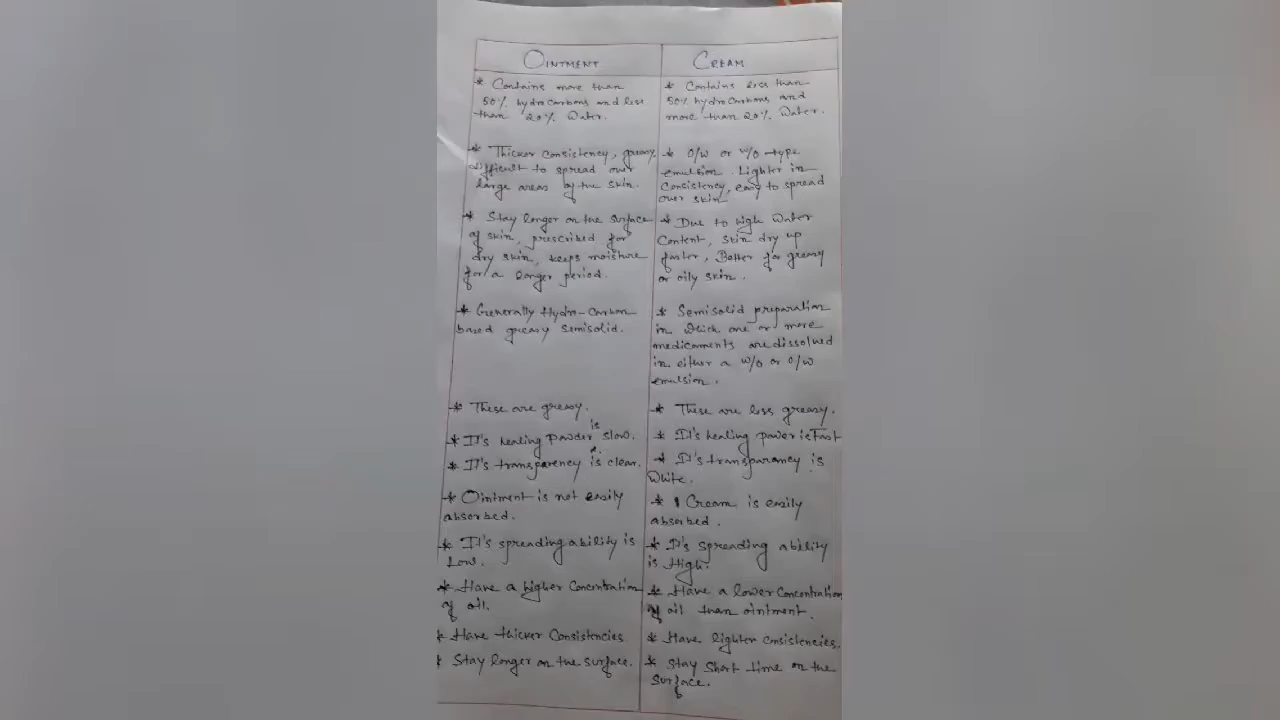 OINTMENT
* Contains more than
50% hydrocarbons and less
than 20% Water.
* Thicker Consistency, greasy,
difficult to spread over
large areas by the skin.
* Stay longer on the surface
of skin, prescribed for
dry skin, keeps moisture
for a longer period.
* Generally Hydro-Carbon
based greasy semisolid.
* These are greasy.
* It's healing powder is slow.
* It's transparency is clear.
* Ointment is not easily
absorbed.
* It's spreading ability is
Low.
* Have a higher Concentration
of oil.
* Have thicker Consistencies
* Stay longer on the surface.
CREAM
* Contains less than
50% hydrocarbons and
more than 20% Water.
* O/W or W/O type
emulsion. Lighter in
Consistency, easy to spread
over skin
* Due to high Water
Content, skin dry up
faster, Better for greasy
or oily skin.
* Semisolid preparation
in Which one or more
medicaments are dissolved
in either a W/O or O/W
emulsion.
* These are less greasy.
* It's healing power is Fast
* It's transparancy is
White.
* Cream is easily
absorbed.
* It's spreading ability
is High.
* Have a lower Concentration
of oil than ointment.
* Have lighter consistencies.
* Stay Short time on the
Surface.